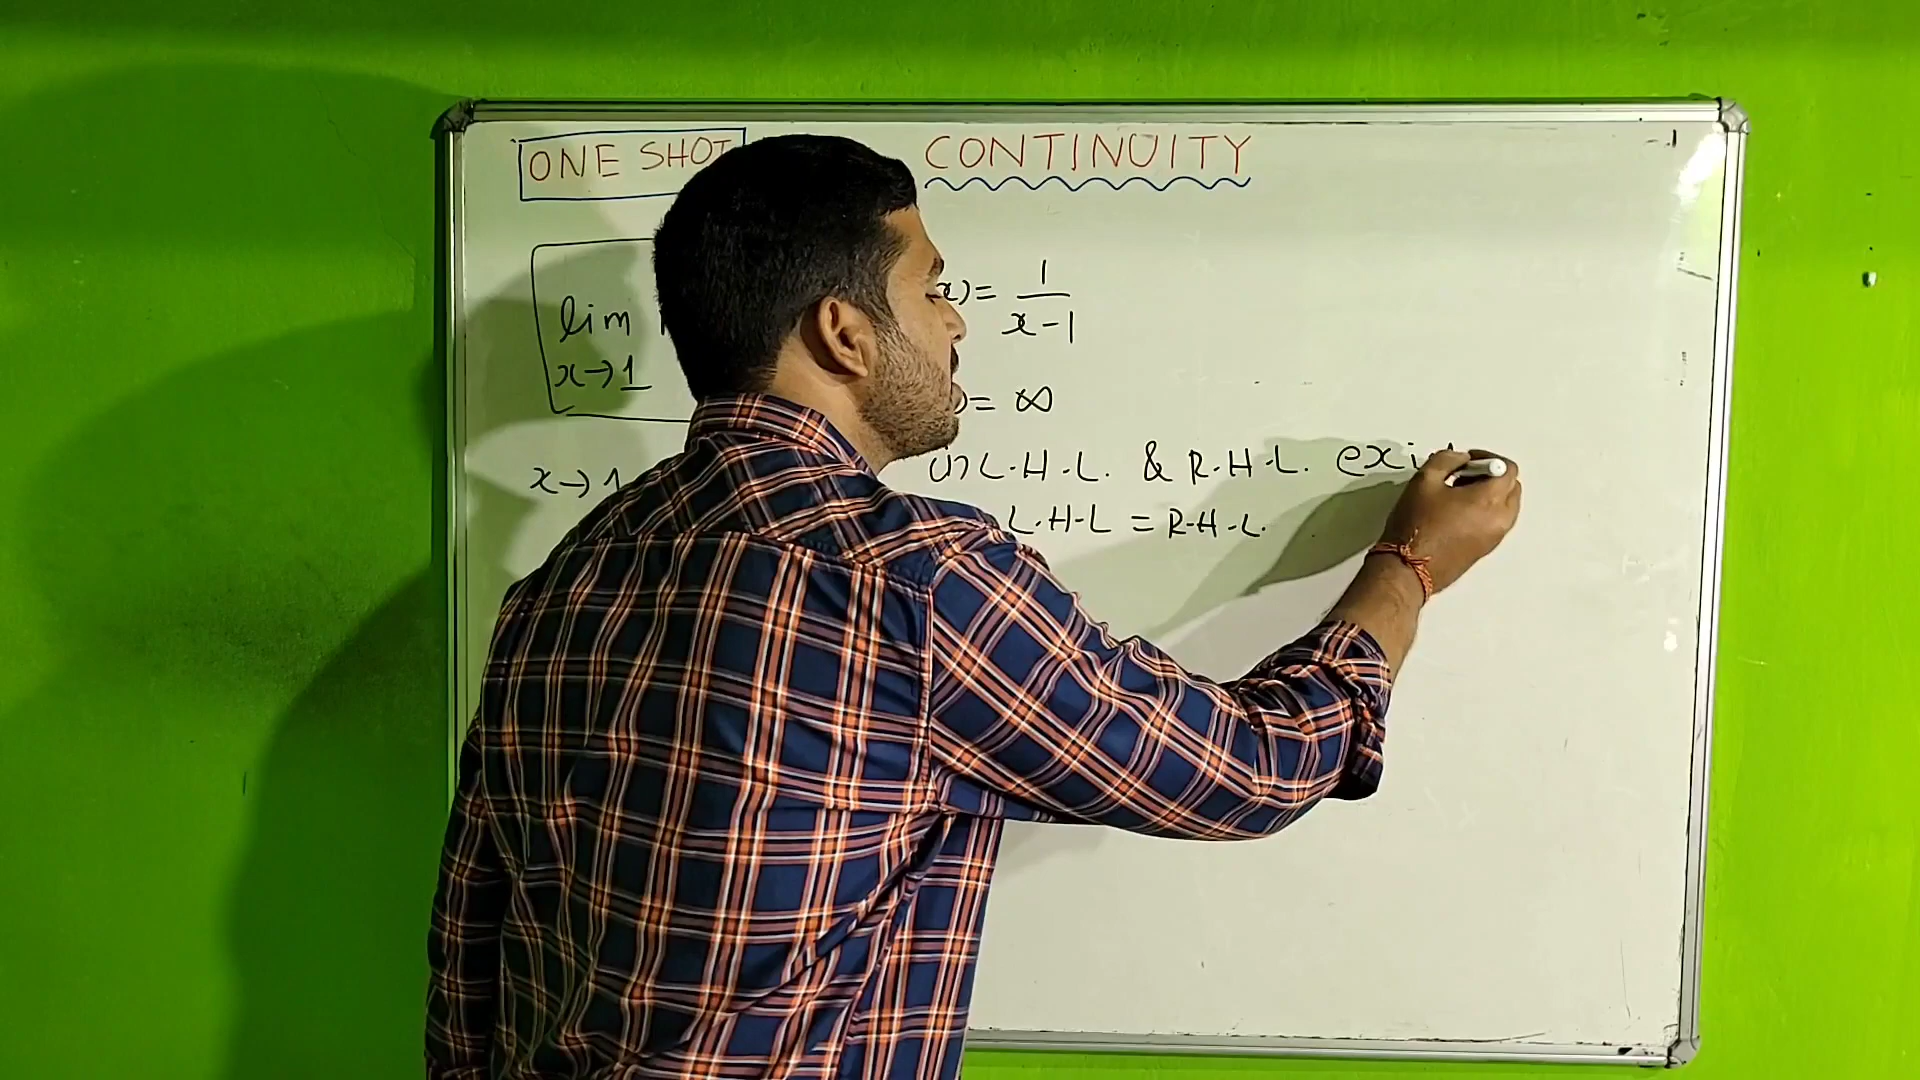 ONE SHOT CONTINUITY
lim
x→1
x) = 1/(x-1)
) = ∞
x→1
(i) L.H.L. & R.H.L. exi
L.H.L = R.H.L.